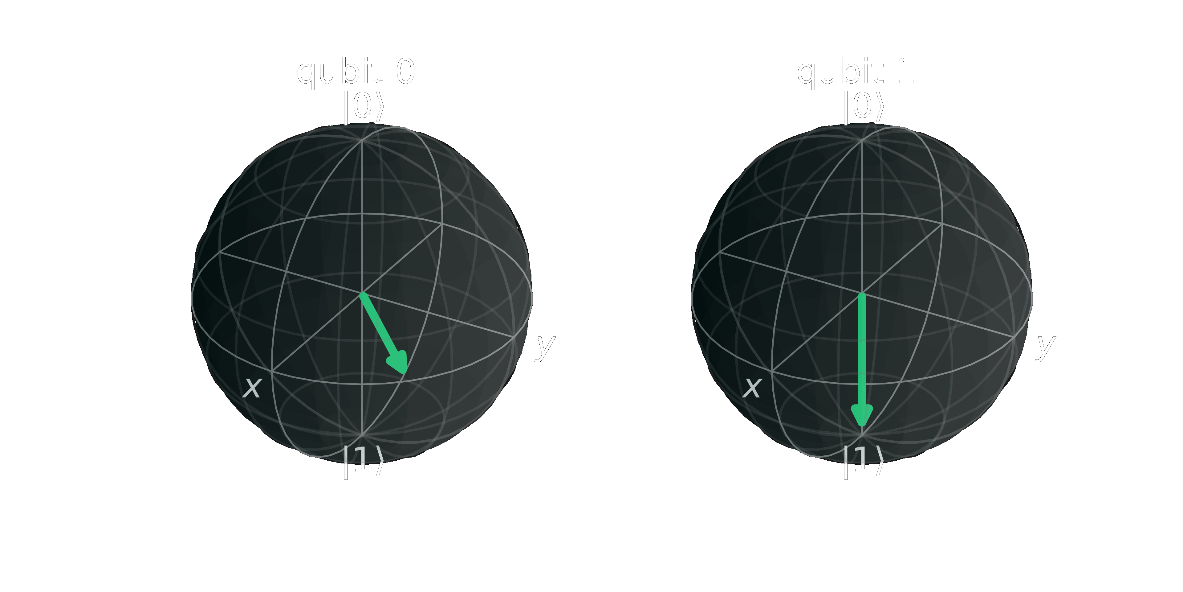 qubit 0
|0⟩
x
y
|1⟩
qubit 1
|0⟩
x
y
|1⟩